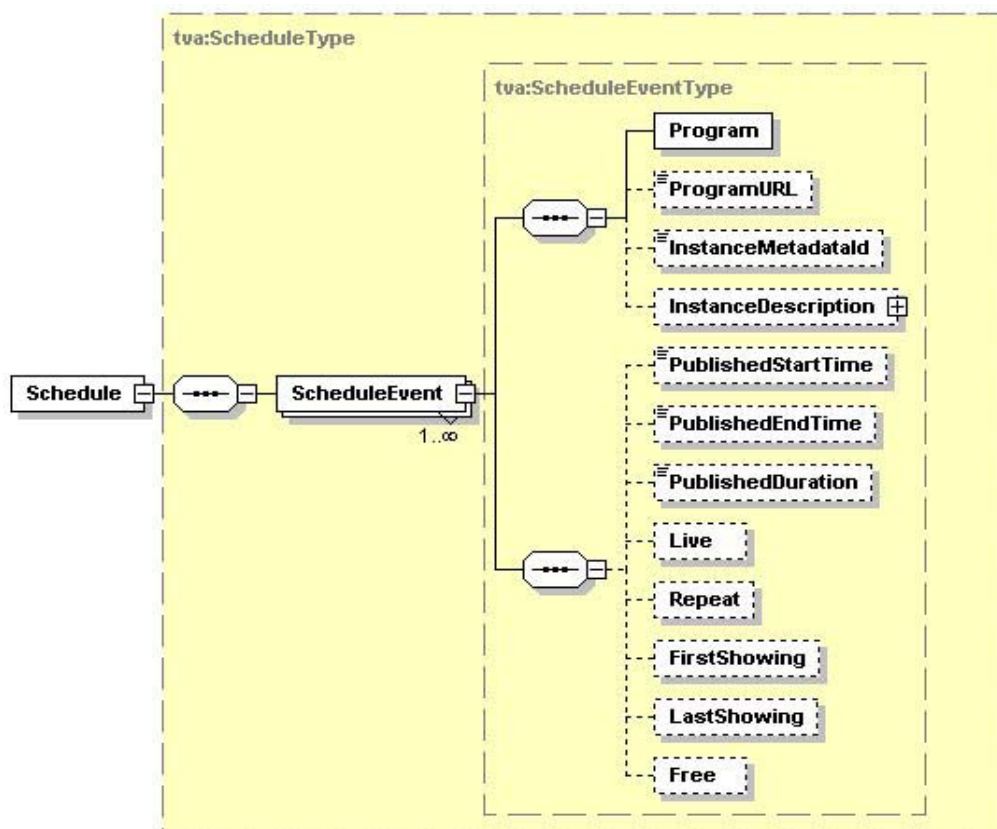 tva:ScheduleType
tva:ScheduleEventType
Program
ProgramURL
InstanceMetadataId
InstanceDescription
Schedule
ScheduleEvent
1..∞
PublishedStartTime
PublishedEndTime
PublishedDuration
Live
Repeat
FirstShowing
LastShowing
Free